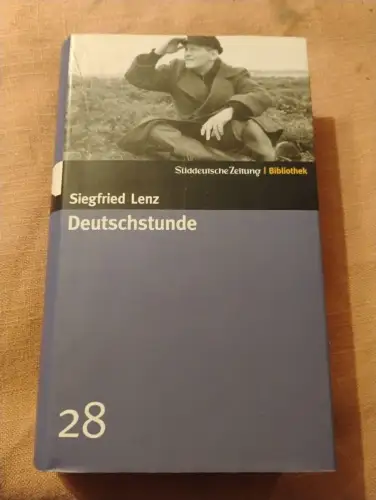 Süddeutsche Zeitung | Bibliothek
Siegfried Lenz
Deutschstunde
28